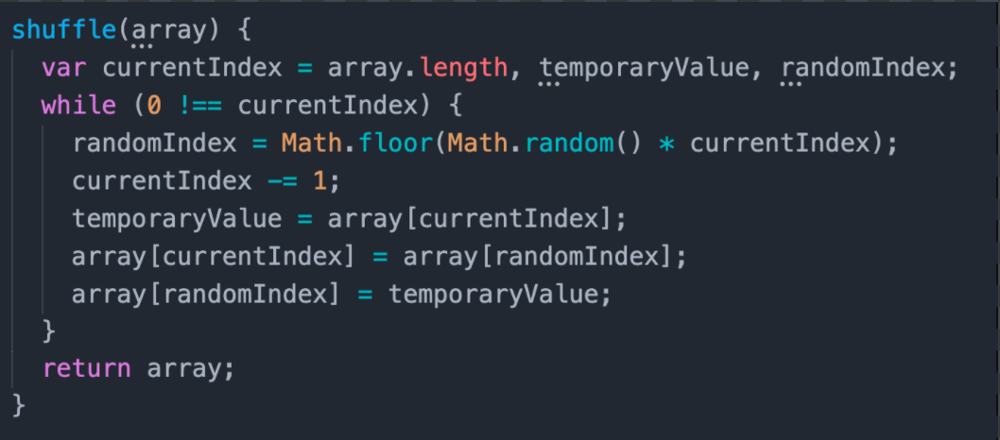 shuffle(array) {
var currentIndex = array.length, temporaryValue, randomIndex;
while (0 !== currentIndex) {
randomIndex = Math.floor(Math.random() * currentIndex);
currentIndex -= 1;
temporaryValue = array[currentIndex];
array[currentIndex] = array[randomIndex];
array[randomIndex] = temporaryValue;
}
return array;
}